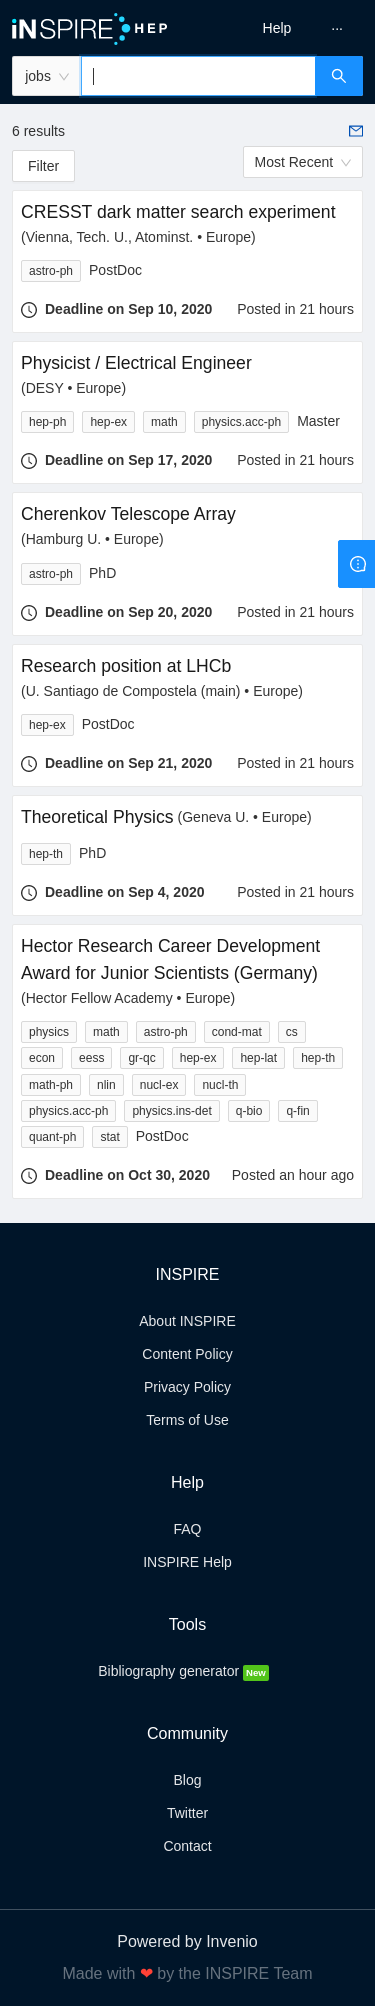 INSPIRE HEP
Help
···
jobs
6 results
Filter
Most Recent
CRESST dark matter search experiment
(Vienna, Tech. U., Atominst. • Europe)
astro-ph PostDoc
Deadline on Sep 10, 2020 Posted in 21 hours
Physicist / Electrical Engineer
(DESY • Europe)
hep-ph hep-ex math physics.acc-ph Master
Deadline on Sep 17, 2020 Posted in 21 hours
Cherenkov Telescope Array
(Hamburg U. • Europe)
astro-ph PhD
Deadline on Sep 20, 2020 Posted in 21 hours
Research position at LHCb
(U. Santiago de Compostela (main) • Europe)
hep-ex PostDoc
Deadline on Sep 21, 2020 Posted in 21 hours
Theoretical Physics (Geneva U. • Europe)
hep-th PhD
Deadline on Sep 4, 2020 Posted in 21 hours
Hector Research Career Development
Award for Junior Scientists (Germany)
(Hector Fellow Academy • Europe)
physics math astro-ph cond-mat cs
econ eess gr-qc hep-ex hep-lat hep-th
math-ph nlin nucl-ex nucl-th
physics.acc-ph physics.ins-det q-bio q-fin
quant-ph stat PostDoc
Deadline on Oct 30, 2020 Posted an hour ago
INSPIRE
About INSPIRE
Content Policy
Privacy Policy
Terms of Use
Help
FAQ
INSPIRE Help
Tools
Bibliography generator New
Community
Blog
Twitter
Contact
Powered by Invenio
Made with ❤ by the INSPIRE Team